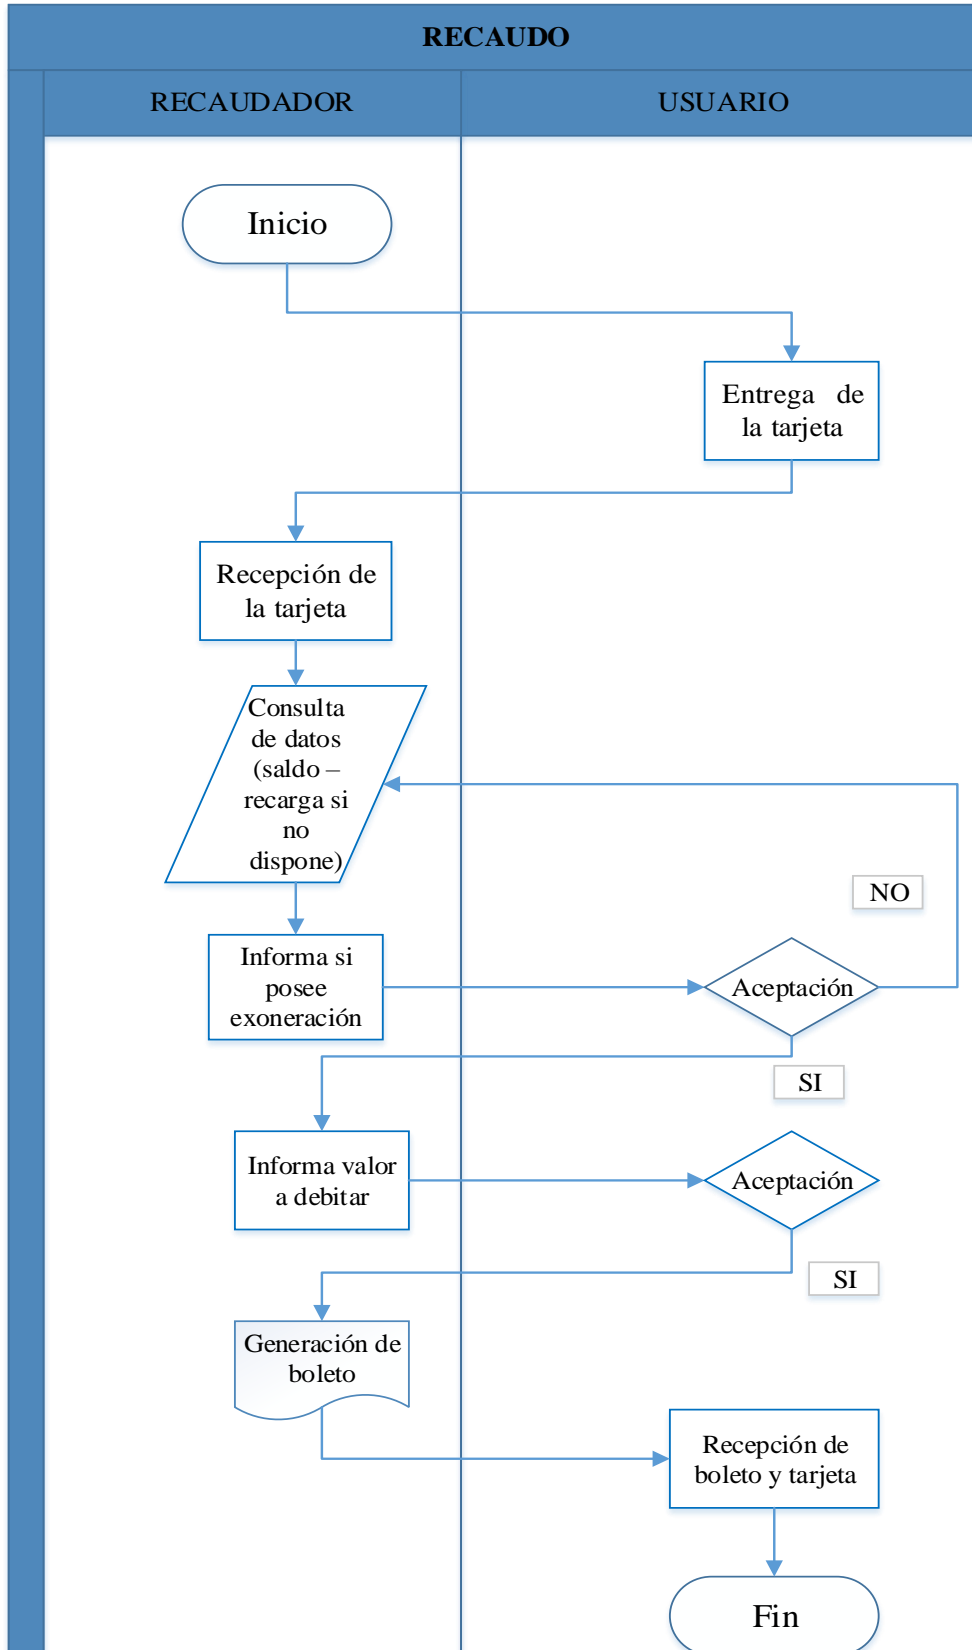 RECAUDO
RECAUDADOR
USUARIO
Inicio
Entrega de
la tarjeta
Recepción de
la tarjeta
Consulta
de datos
(saldo –
recarga si
no
dispone)
NO
Informa si
posee
exoneración
Aceptación
SI
Informa valor
a debitar
Aceptación
SI
Generación de
boleto
Recepción de
boleto y tarjeta
Fin